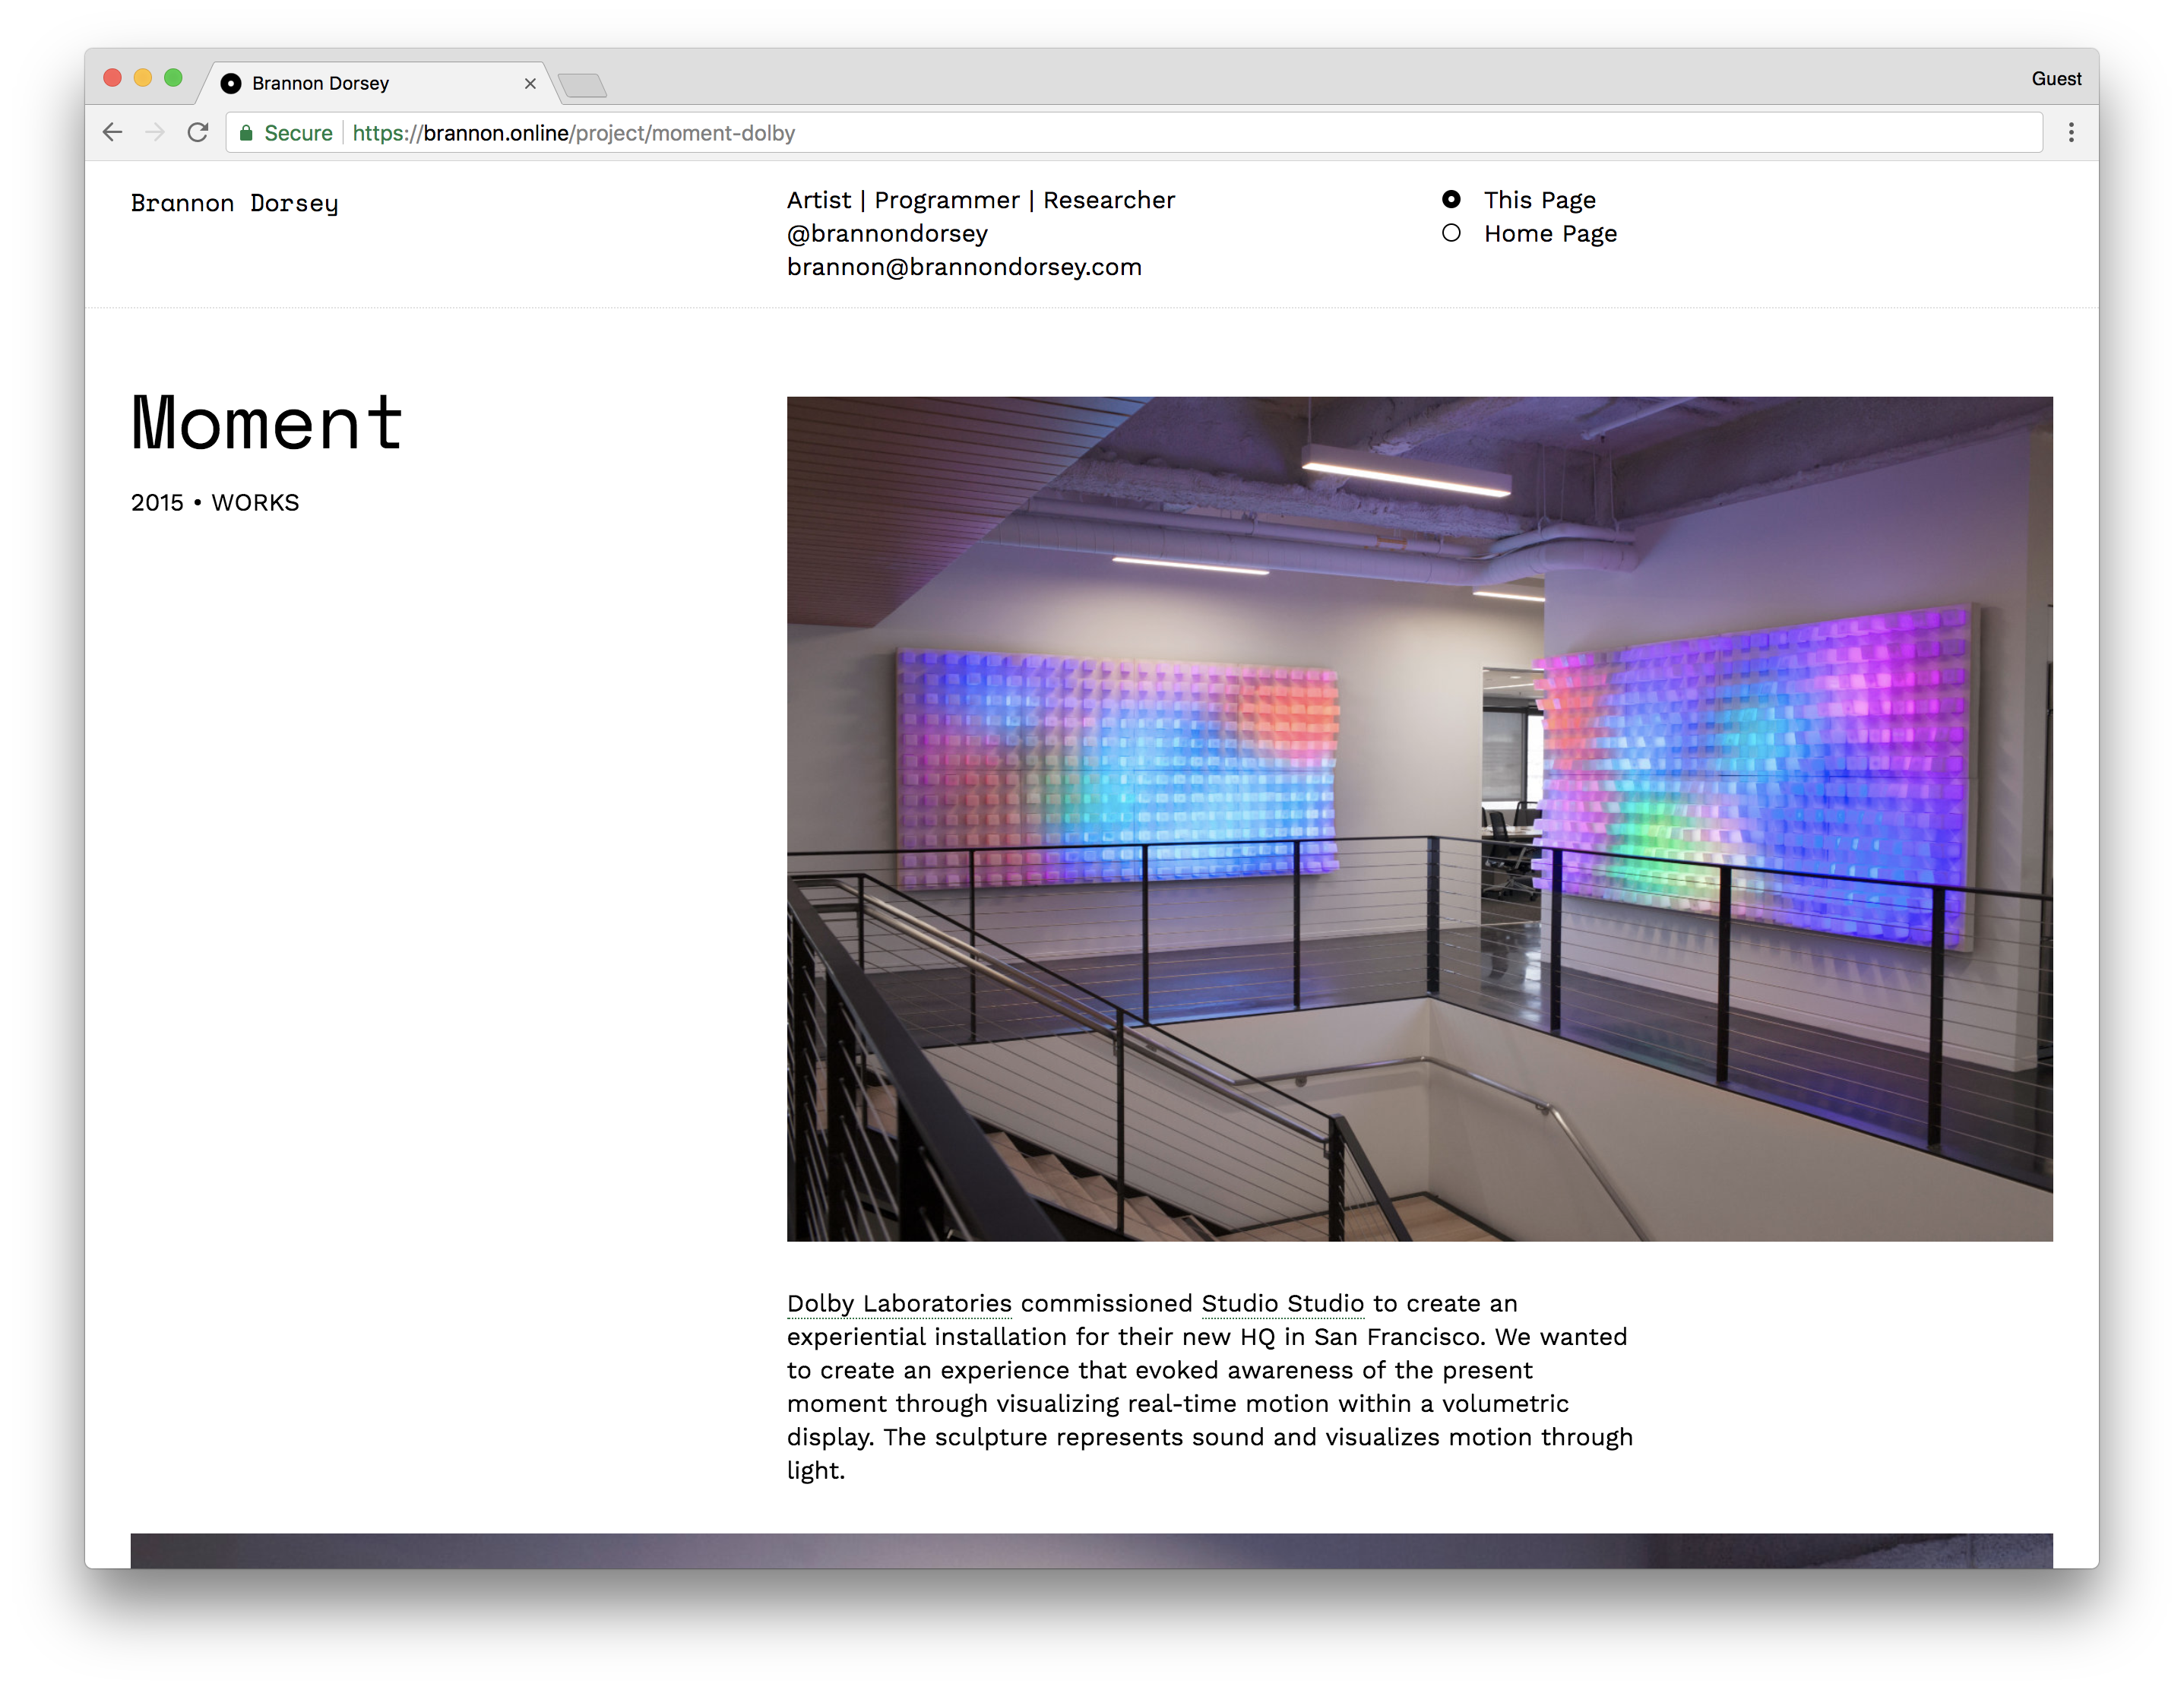 Brannon Dorsey
Guest
Secure
https://brannon.online/project/moment-dolby
Brannon Dorsey
Artist | Programmer | Researcher
@brannondorsey
brannon@brannondorsey.com
This Page
Home Page
Moment
2015 • WORKS
Dolby Laboratories commissioned Studio Studio to create an
experiential installation for their new HQ in San Francisco. We wanted
to create an experience that evoked awareness of the present
moment through visualizing real-time motion within a volumetric
display. The sculpture represents sound and visualizes motion through
light.